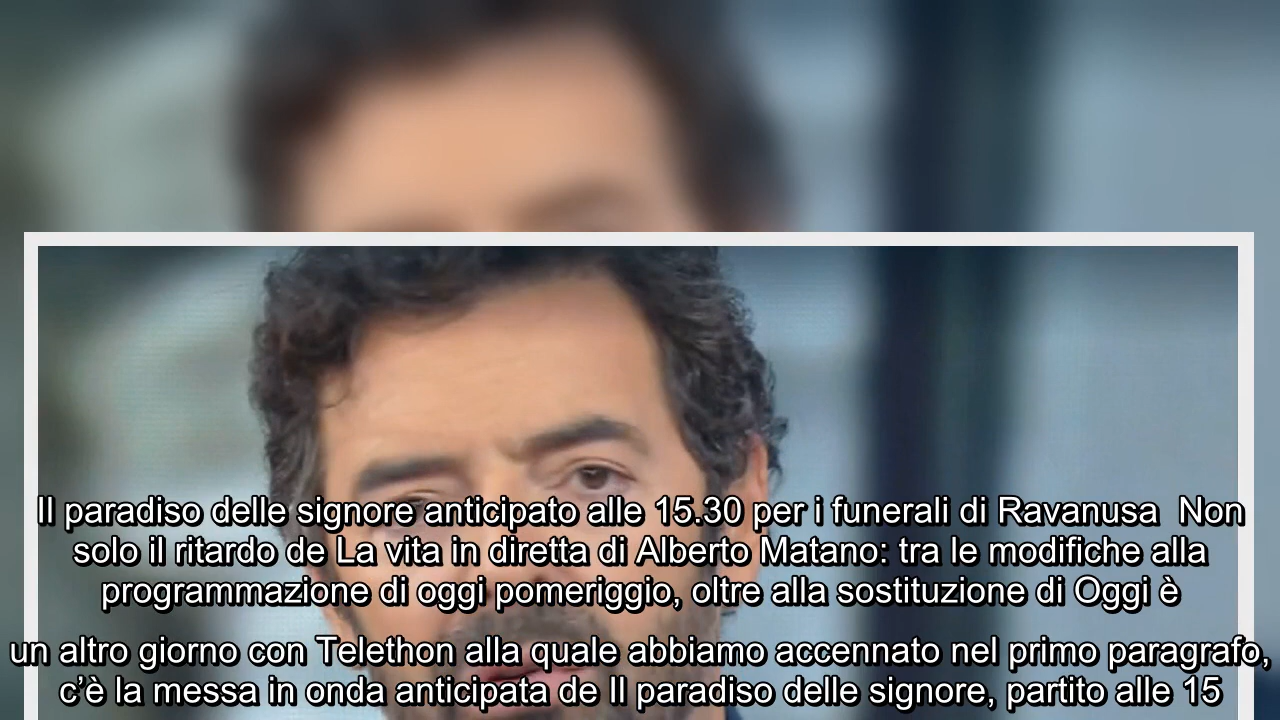 Il paradiso delle signore anticipato alle 15.30 per i funerali di Ravanusa  Non
solo il ritardo de La vita in diretta di Alberto Matano: tra le modifiche alla
programmazione di oggi pomeriggio, oltre alla sostituzione di Oggi è
un altro giorno con Telethon alla quale abbiamo accennato nel primo paragrafo,
c’è la messa in onda anticipata de Il paradiso delle signore, partito alle 15